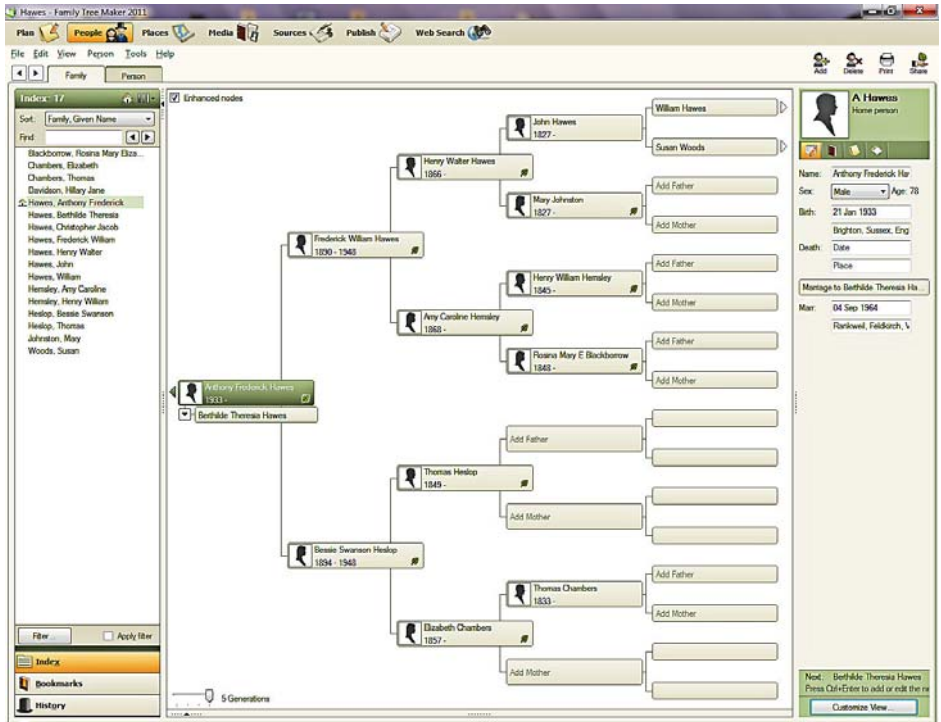 Hawes - Family Tree Maker 2011
Plan People Places Media Sources Publish Web Search
File Edit View Person Tools Help
Family Person
Add Delete Print Share
Index: 17
Sort: Family, Given Name
Find
Blackborrow, Rosina Mary Eliza...
Chambers, Elizabeth
Chambers, Thomas
Davidson, Hillary Jane
Hawes, Anthony Frederick
Hawes, Berthilde Theresia
Hawes, Christopher Jacob
Hawes, Frederick William
Hawes, Henry Walter
Hawes, John
Hawes, William
Hemsley, Amy Caroline
Hemsley, Henry William
Heslop, Bessie Swanson
Heslop, Thomas
Johnston, Mary
Woods, Susan
Filter... Apply filter
Index
Bookmarks
History
Enhanced nodes
Anthony Frederick Hawes
1933 -
Berthilde Theresia Hawes
Frederick William Hawes
1890 - 1948
Bessie Swanson Heslop
1894 - 1948
Henry Walter Hawes
1866 -
Amy Caroline Hemsley
1868 -
Thomas Heslop
1849 -
Elizabeth Chambers
1857 -
John Hawes
1827 -
Mary Johnston
1827 -
Henry William Hemsley
1845 -
Rosina Mary E Blackborrow
1848 -
Add Father
Add Mother
Thomas Chambers
1833 -
Add Mother
William Hawes
Susan Woods
Add Father
Add Mother
Add Father
Add Mother
Add Father
Add Mother
Add Father
Add Mother
5 Generations
A Hawes
Home person
Name: Anthony Frederick Har
Sex: Male Age: 78
Birth: 21 Jan 1933
Brighton, Sussex, Eng
Death: Date
Place
Marriage to Berthilde Theresia Ha...
Marr: 04 Sep 1964
Rankweil, Feldkirch, V
Next: Berthilde Theresia Hawes
Press Ctrl+Enter to add or edit the ne
Customize View...